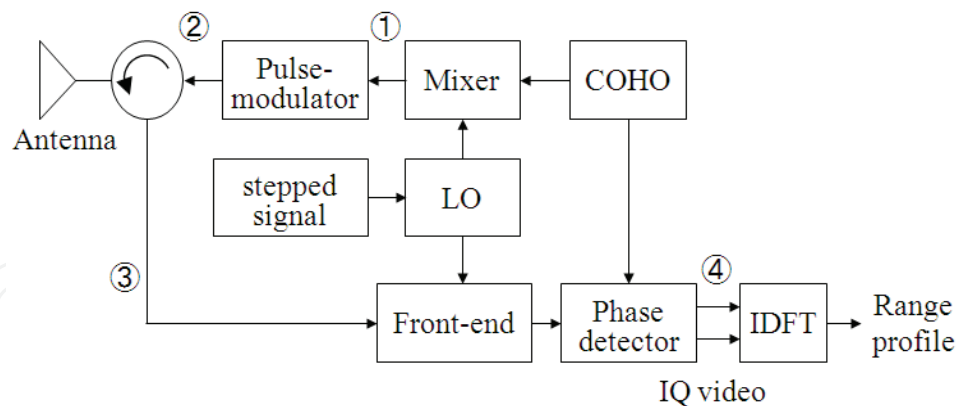 ②
①
Pulse-
modulator
Mixer
COHO
Antenna
stepped
signal
LO
③
④
Front-end
Phase
detector
IDFT
Range
profile
IQ video